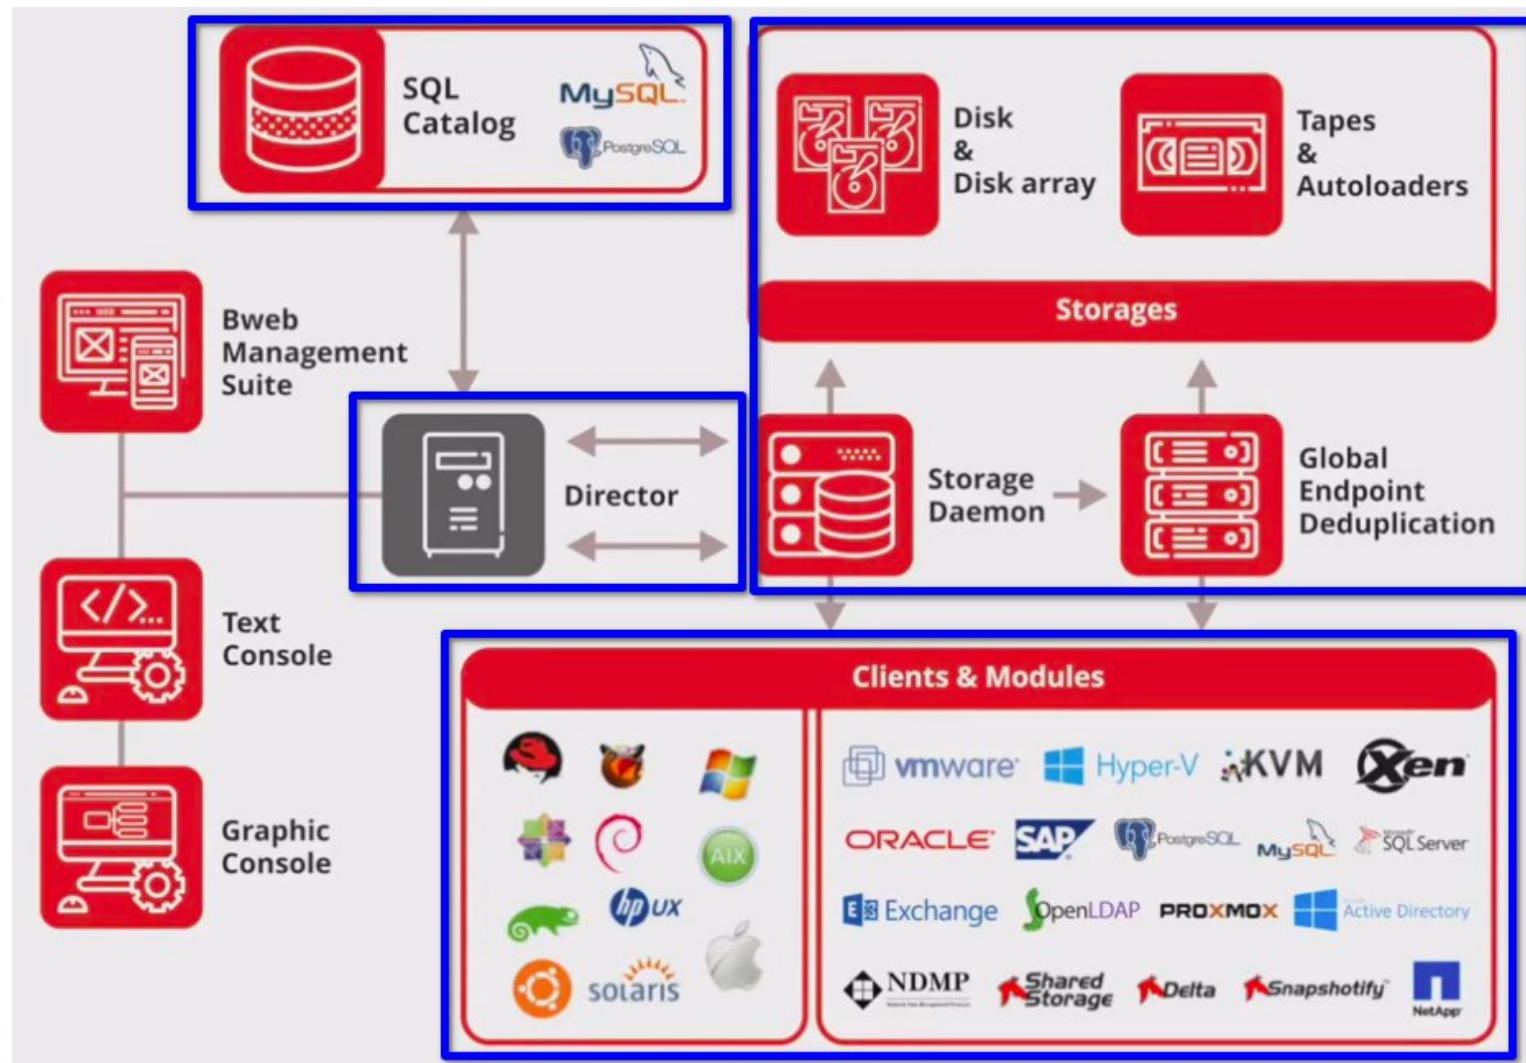 SQL
Catalog
MySQL
PostgreSQL
Disk
&
Disk array
Tapes
&
Autoloaders
Storages
WEB
Bweb
Management
Suite
Director
Storage
Daemon
Global
Endpoint
Deduplication
</>...
Text
Console
Graphic
Console
Clients & Modules
AIX
hp UX
solaris
vmware
Hyper-V
KVM
Xen
ORACLE
SAP
PostgreSQL
MySQL
Microsoft
SQL Server
Exchange
OpenLDAP
PROXMOX
Active Directory
NDMP
Shared
Storage
Delta
Snapshotify
NetApp